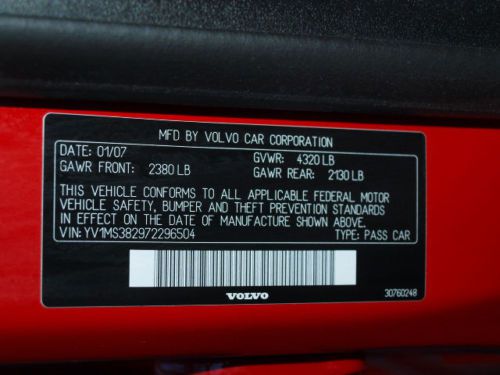 MFD BY VOLVO CAR CORPORATION
DATE: 01/07 GVWR: 4320 LB
GAWR FRONT: 2380 LB GAWR REAR: 2130 LB
THIS VEHICLE CONFORMS TO ALL APPLICABLE FEDERAL MOTOR
VEHICLE SAFETY, BUMPER AND THEFT PREVENTION STANDARDS
IN EFFECT ON THE DATE OF MANUFACTURE SHOWN ABOVE.
VIN: YV1MS382972296504 TYPE: PASS CAR
VOLVO 30760248